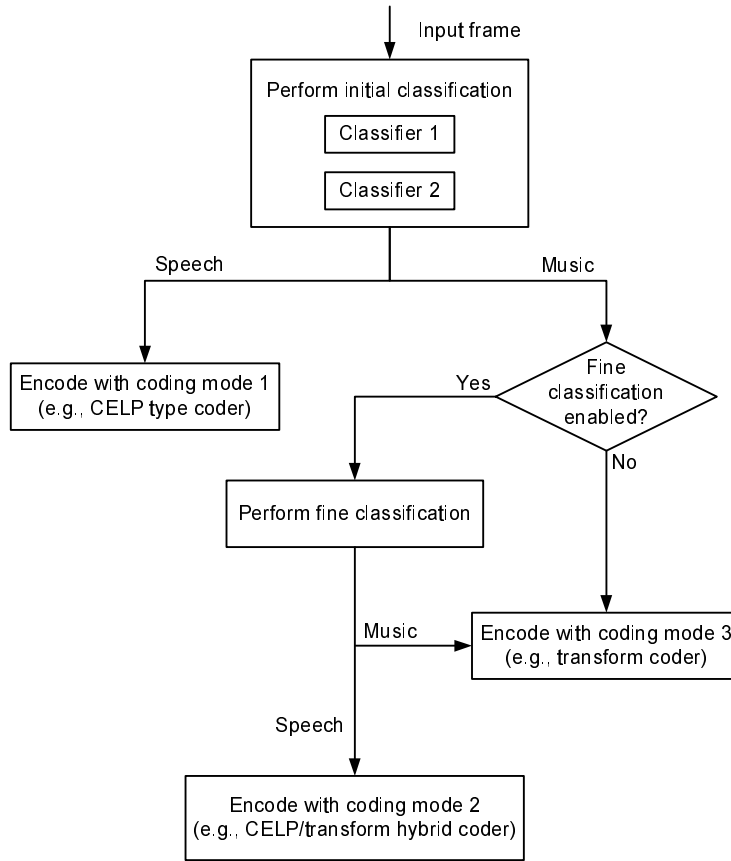 Input frame
Perform initial classification
Classifier 1
Classifier 2
Speech
Music
Encode with coding mode 1
(e.g., CELP type coder)
Yes
Fine
classification
enabled?
No
Perform fine classification
Music
Encode with coding mode 3
(e.g., transform coder)
Speech
Encode with coding mode 2
(e.g., CELP/transform hybrid coder)